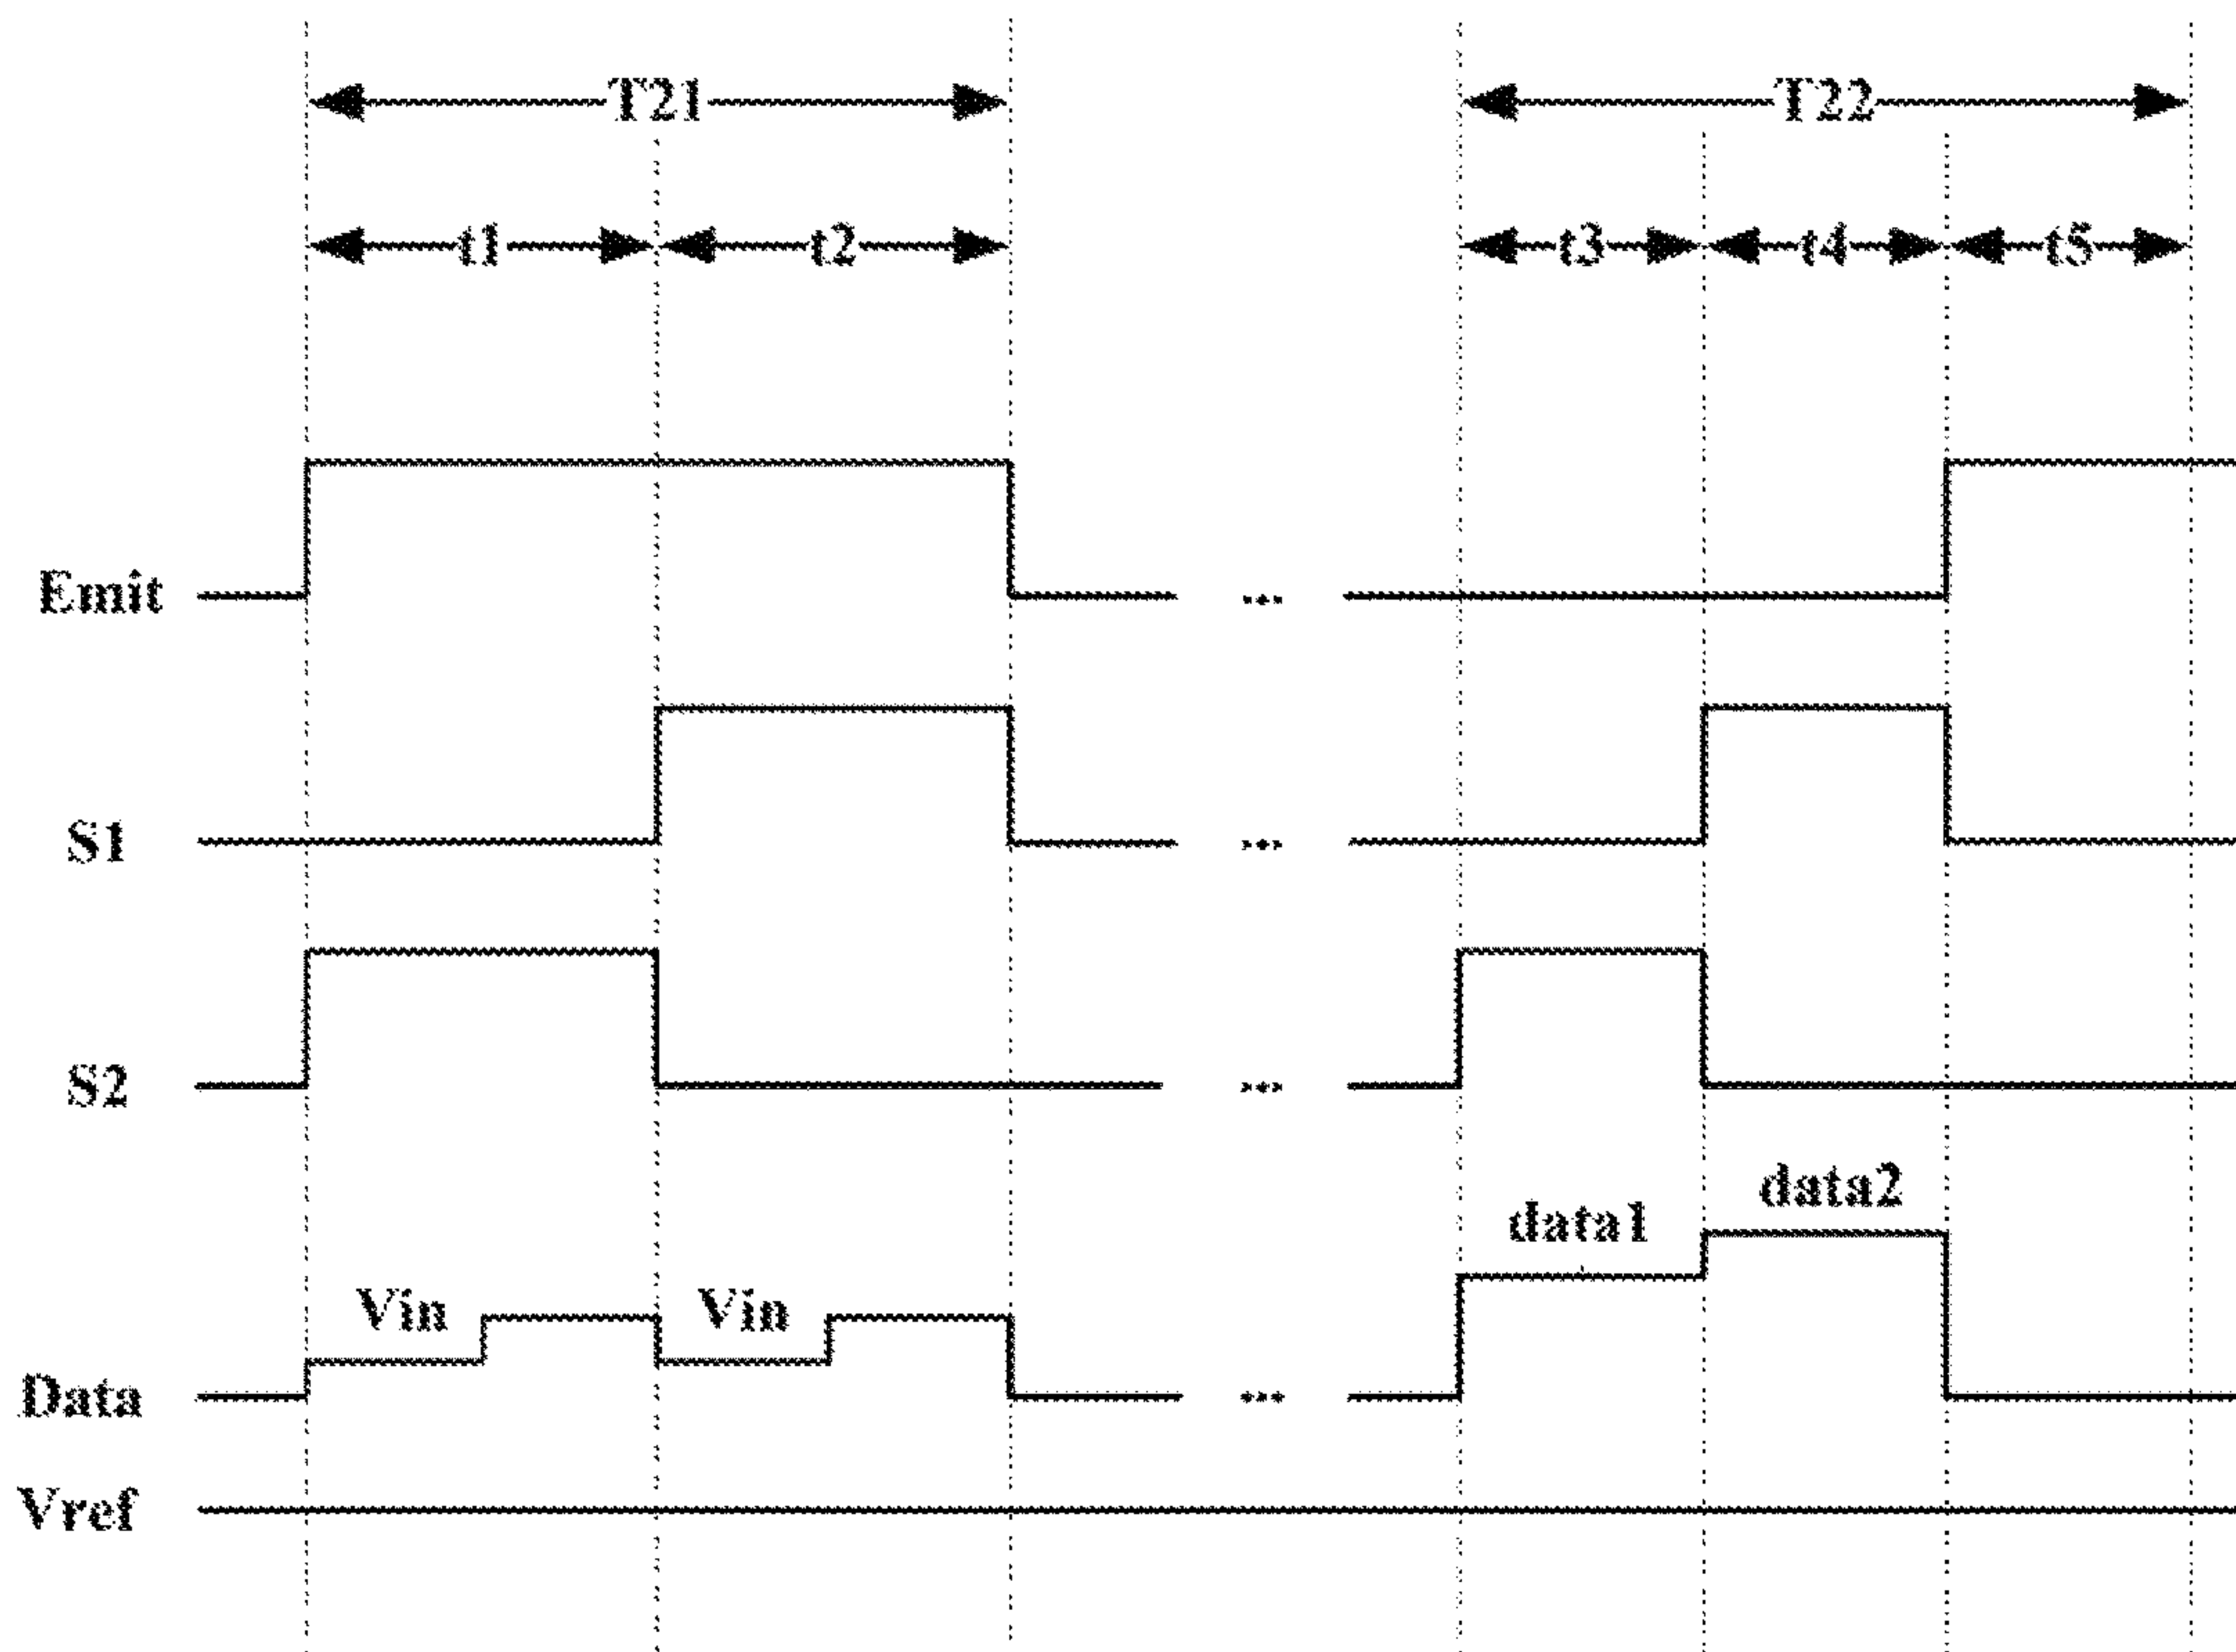 T21 T22
t1 t2 t3 t4 t5
Emit ...
S1 ...
S2 ...
data1 data2
Vin Vin
Data ...
Vref